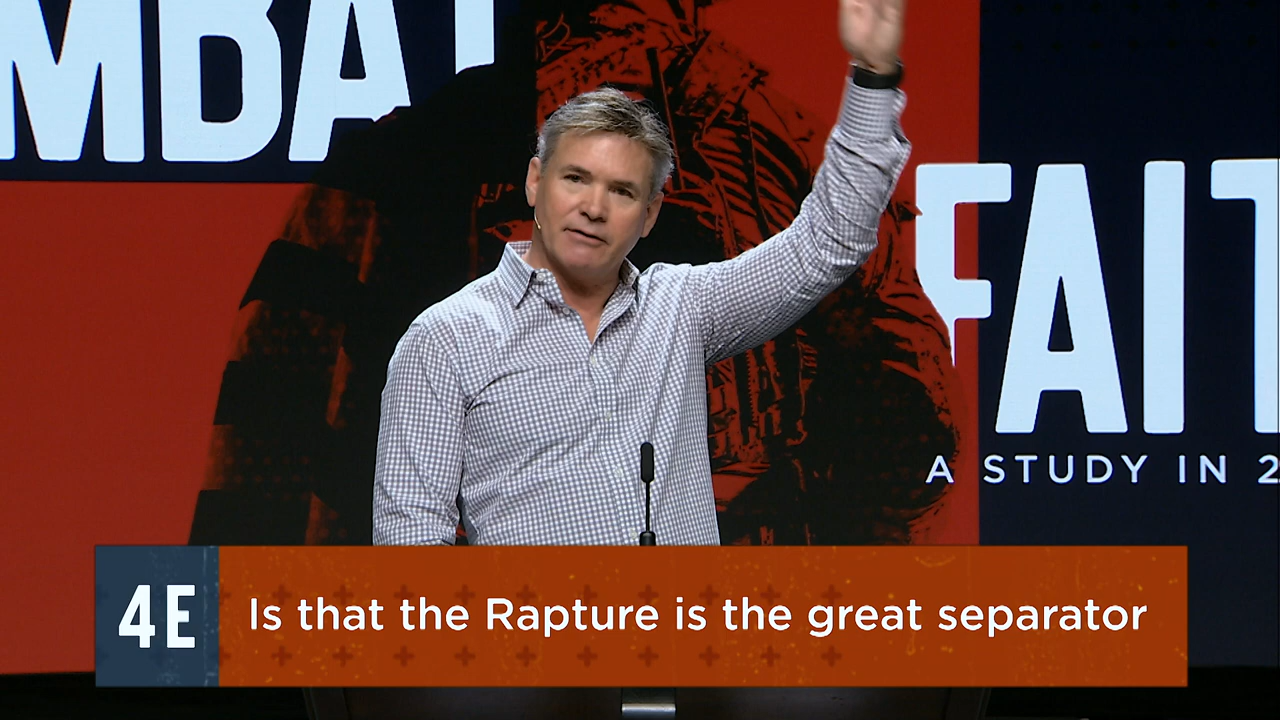 MBAT
FAIT
A STUDY IN 2
4E
Is that the Rapture is the great separator